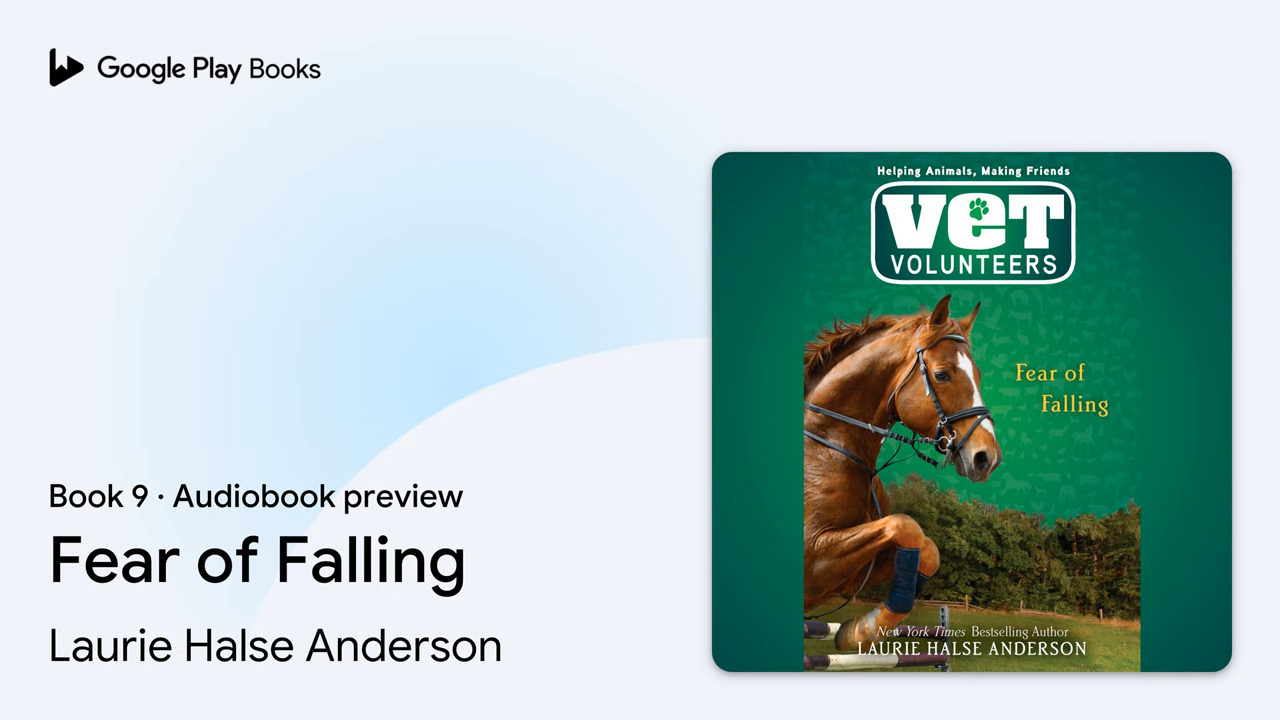 Google Play Books
Book 9 · Audiobook preview
Fear of Falling
Laurie Halse Anderson
Helping Animals, Making Friends
VeT
VOLUNTEERS
Fear of
Falling
New York Times Bestselling Author
LAURIE HALSE ANDERSON